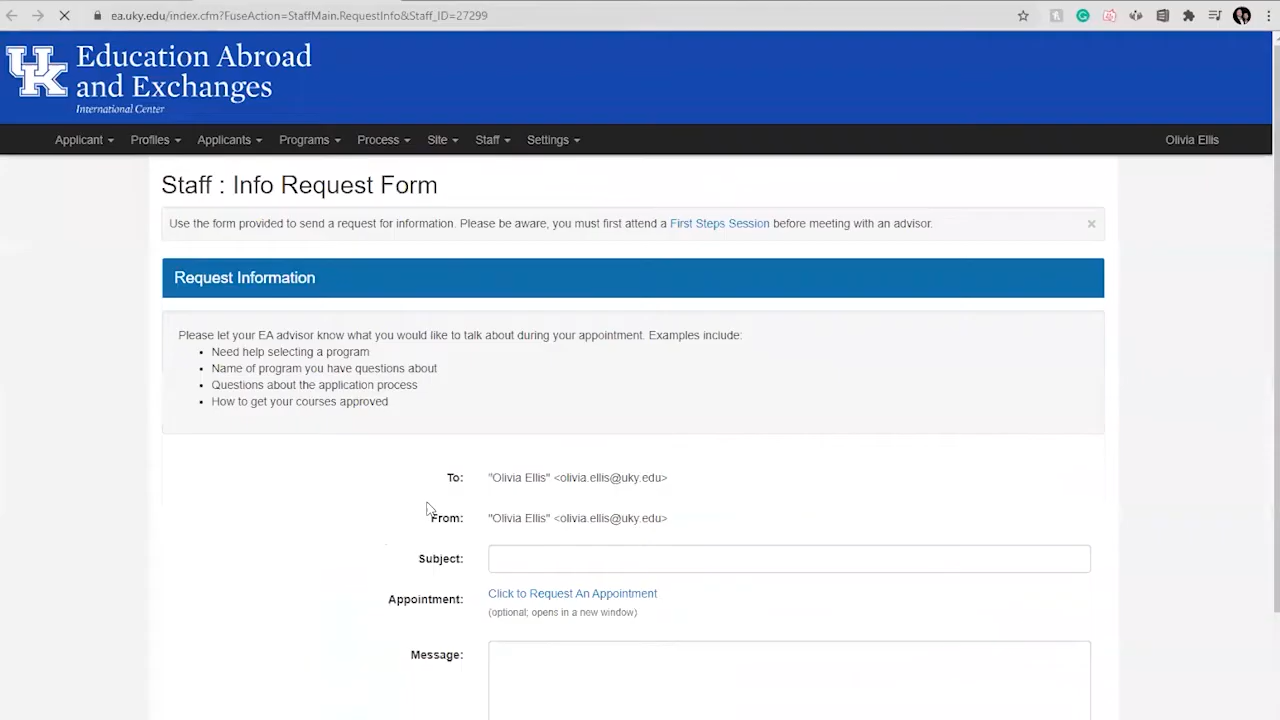 ea.uky.edu/index.cfm?FuseAction=StaffMain.RequestInfo&Staff_ID=27299
UK
Education Abroad
and Exchanges
International Center
Applicant Profiles Applicants Programs Process Site Staff Settings Olivia Ellis
Staff : Info Request Form
Use the form provided to send a request for information. Please be aware, you must first attend a First Steps Session before meeting with an advisor.
Request Information
Please let your EA advisor know what you would like to talk about during your appointment. Examples include:
• Need help selecting a program
• Name of program you have questions about
• Questions about the application process
• How to get your courses approved
To: "Olivia Ellis" <olivia.ellis@uky.edu>
From: "Olivia Ellis" <olivia.ellis@uky.edu>
Subject:
Appointment: Click to Request An Appointment
(optional; opens in a new window)
Message: